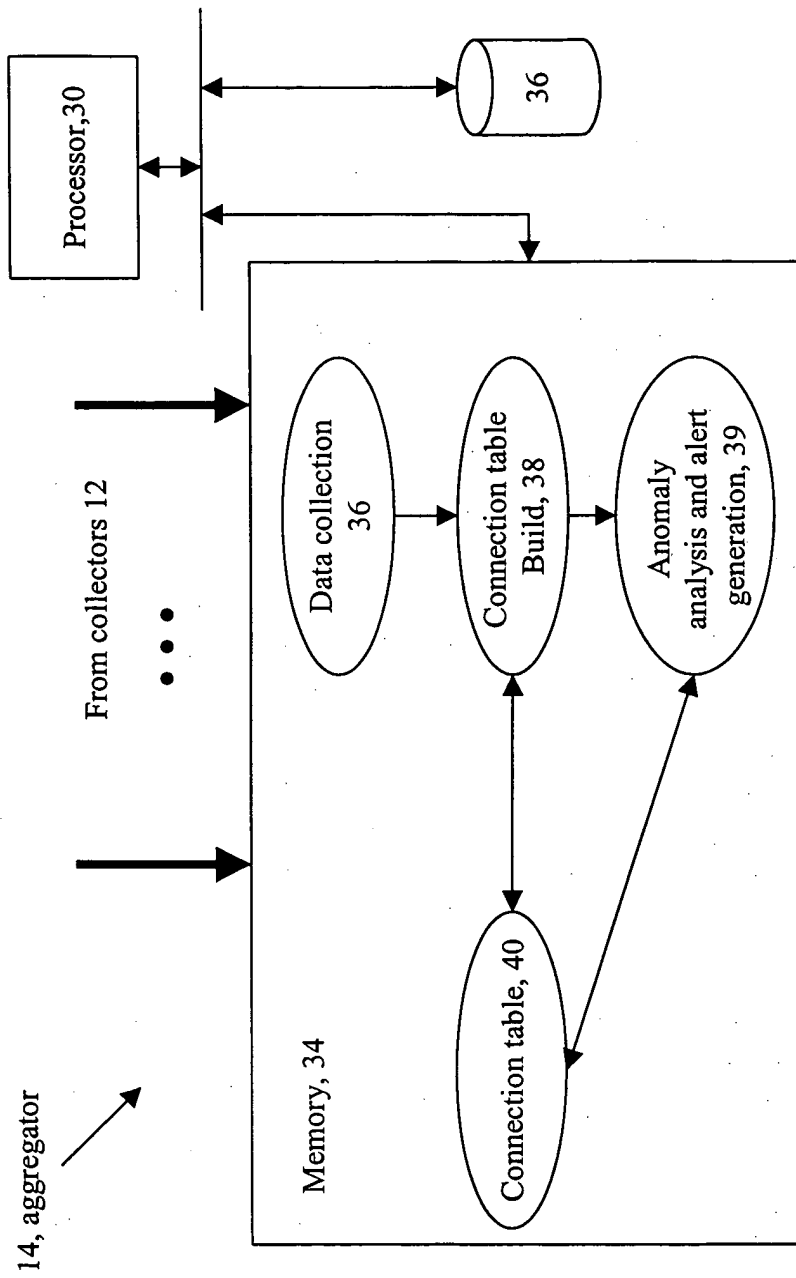 14, aggregator
From collectors 12
Processor,30
36
Memory, 34
Data collection
36
Connection table, 40
Connection table
Build, 38
Anomaly
analysis and alert
generation, 39